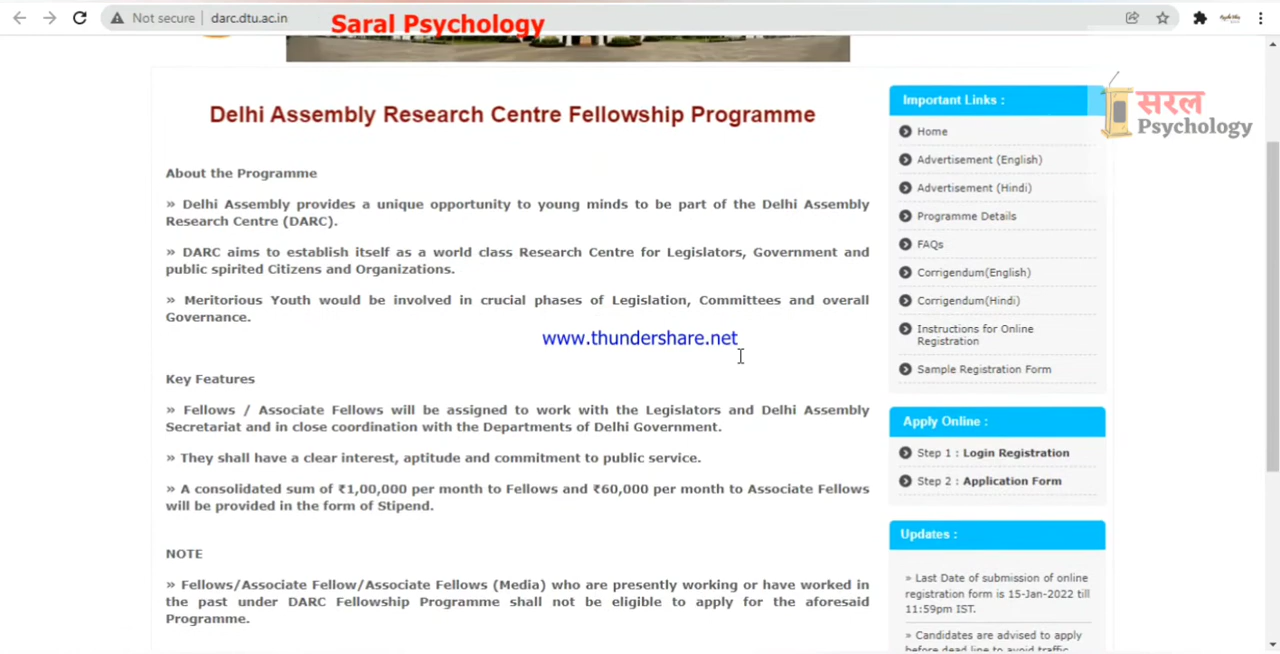 Not secure
darc.dtu.ac.in
Saral Psychology
सरल
Psychology
Delhi Assembly Research Centre Fellowship Programme
About the Programme
» Delhi Assembly provides a unique opportunity to young minds to be part of the Delhi Assembly
Research Centre (DARC).
» DARC aims to establish itself as a world class Research Centre for Legislators, Government and
public spirited Citizens and Organizations.
» Meritorious Youth would be involved in crucial phases of Legislation, Committees and overall
Governance.
www.thundershare.net
Key Features
» Fellows / Associate Fellows will be assigned to work with the Legislators and Delhi Assembly
Secretariat and in close coordination with the Departments of Delhi Government.
» They shall have a clear interest, aptitude and commitment to public service.
» A consolidated sum of ₹1,00,000 per month to Fellows and ₹60,000 per month to Associate Fellows
will be provided in the form of Stipend.
NOTE
» Fellows/Associate Fellow/Associate Fellows (Media) who are presently working or have worked in
the past under DARC Fellowship Programme shall not be eligible to apply for the aforesaid
Programme.
Important Links :
Home
Advertisement (English)
Advertisement (Hindi)
Programme Details
FAQs
Corrigendum(English)
Corrigendum(Hindi)
Instructions for Online
Registration
Sample Registration Form
Apply Online :
Step 1 : Login Registration
Step 2 : Application Form
Updates :
» Last Date of submission of online
registration form is 15-Jan-2022 till
11:59pm IST.
» Candidates are advised to apply
before dead line to avoid traffic